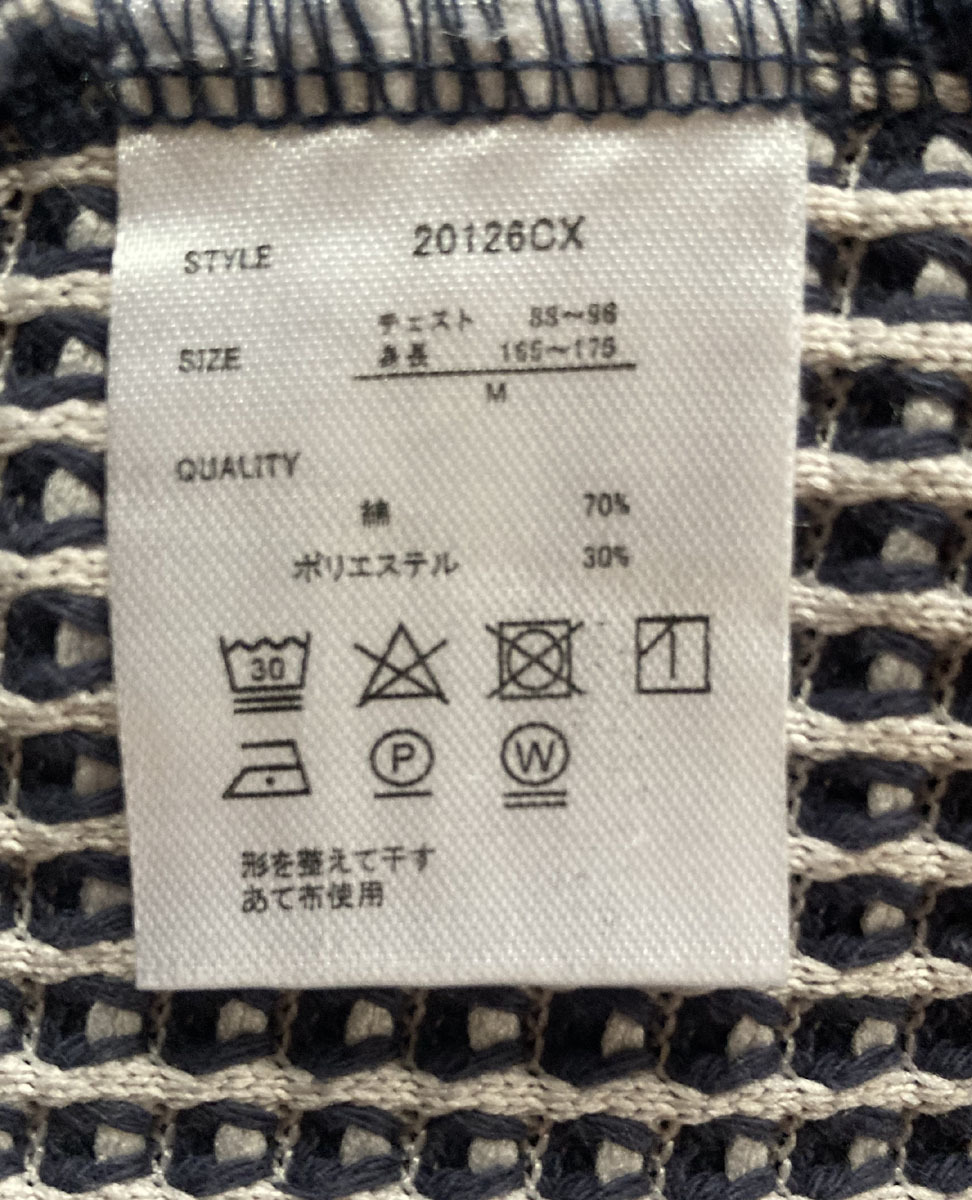 STYLE 20126CX
チェスト 88～96
SIZE 身長 165～175
M
QUALITY
綿 70%
ポリエステル 30%
30
P W
形を整えて干す
あて布使用